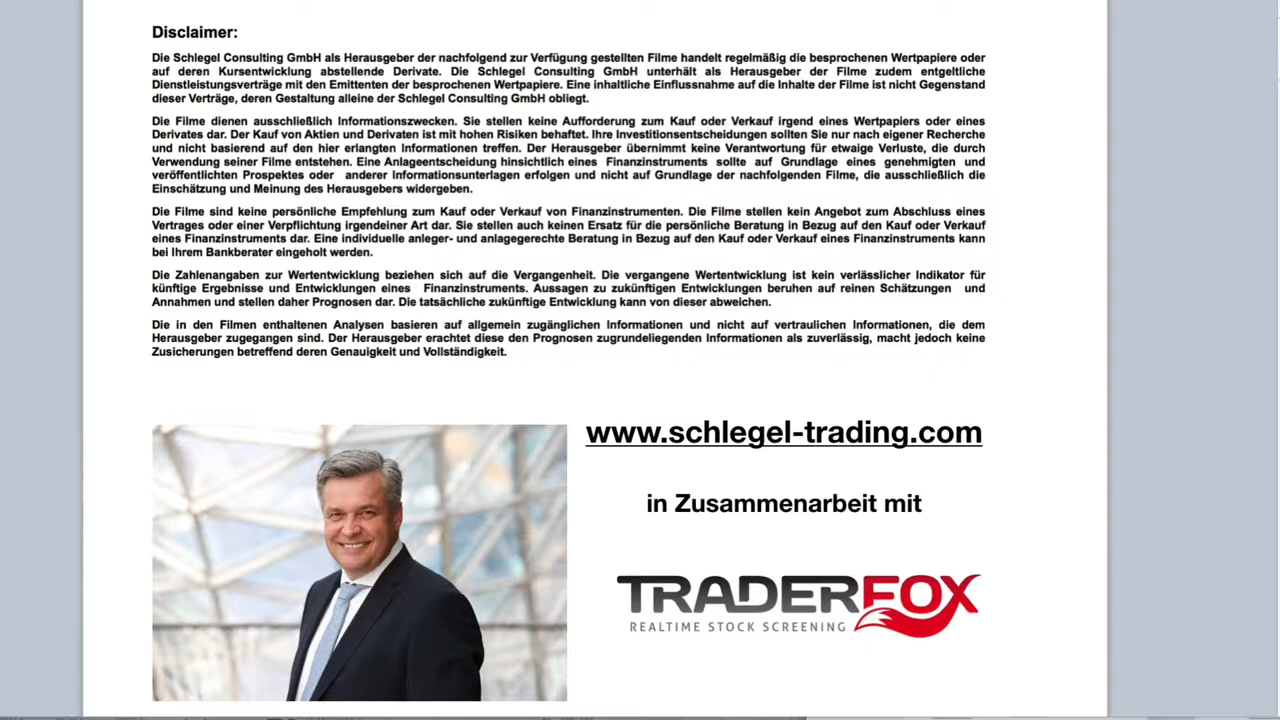 Disclaimer:
Die Schlegel Consulting GmbH als Herausgeber der nachfolgend zur Verfügung gestellten Filme handelt regelmäßig die besprochenen Wertpapiere oder
auf deren Kursentwicklung abstellende Derivate. Die Schlegel Consulting GmbH unterhält als Herausgeber der Filme zudem entgeltliche
Dienstleistungsverträge mit den Emittenten der besprochenen Wertpapiere. Eine inhaltliche Einflussnahme auf die Inhalte der Filme ist nicht Gegenstand
dieser Verträge, deren Gestaltung alleine der Schlegel Consulting GmbH obliegt.
Die Filme dienen ausschließlich Informationszwecken. Sie stellen keine Aufforderung zum Kauf oder Verkauf irgend eines Wertpapiers oder eines
Derivates dar. Der Kauf von Aktien und Derivaten ist mit hohen Risiken behaftet. Ihre Investitionsentscheidungen sollten Sie nur nach eigener Recherche
und nicht basierend auf den hier erlangten Informationen treffen. Der Herausgeber übernimmt keine Verantwortung für etwaige Verluste, die durch
Verwendung seiner Filme entstehen. Eine Anlageentscheidung hinsichtlich eines Finanzinstruments sollte auf Grundlage eines genehmigten und
veröffentlichten Prospektes oder anderer Informationsunterlagen erfolgen und nicht auf Grundlage der nachfolgenden Filme, die ausschließlich die
Einschätzung und Meinung des Herausgebers widergeben.
Die Filme sind keine persönliche Empfehlung zum Kauf oder Verkauf von Finanzinstrumenten. Die Filme stellen kein Angebot zum Abschluss eines
Vertrages oder einer Verpflichtung irgendeiner Art dar. Sie stellen auch keinen Ersatz für die persönliche Beratung in Bezug auf den Kauf oder Verkauf
eines Finanzinstruments dar. Eine individuelle anleger- und anlagegerechte Beratung in Bezug auf den Kauf oder Verkauf eines Finanzinstruments kann
bei Ihrem Bankberater eingeholt werden.
Die Zahlenangaben zur Wertentwicklung beziehen sich auf die Vergangenheit. Die vergangene Wertentwicklung ist kein verlässlicher Indikator für
künftige Ergebnisse und Entwicklungen eines Finanzinstruments. Aussagen zu zukünftigen Entwicklungen beruhen auf reinen Schätzungen und
Annahmen und stellen daher Prognosen dar. Die tatsächliche zukünftige Entwicklung kann von dieser abweichen.
Die in den Filmen enthaltenen Analysen basieren auf allgemein zugänglichen Informationen und nicht auf vertraulichen Informationen, die dem
Herausgeber zugegangen sind. Der Herausgeber erachtet diese den Prognosen zugrundeliegenden Informationen als zuverlässig, macht jedoch keine
Zusicherungen betreffend deren Genauigkeit und Vollständigkeit.
www.schlegel-trading.com
in Zusammenarbeit mit
TRADERFOX
REALTIME STOCK SCREENING